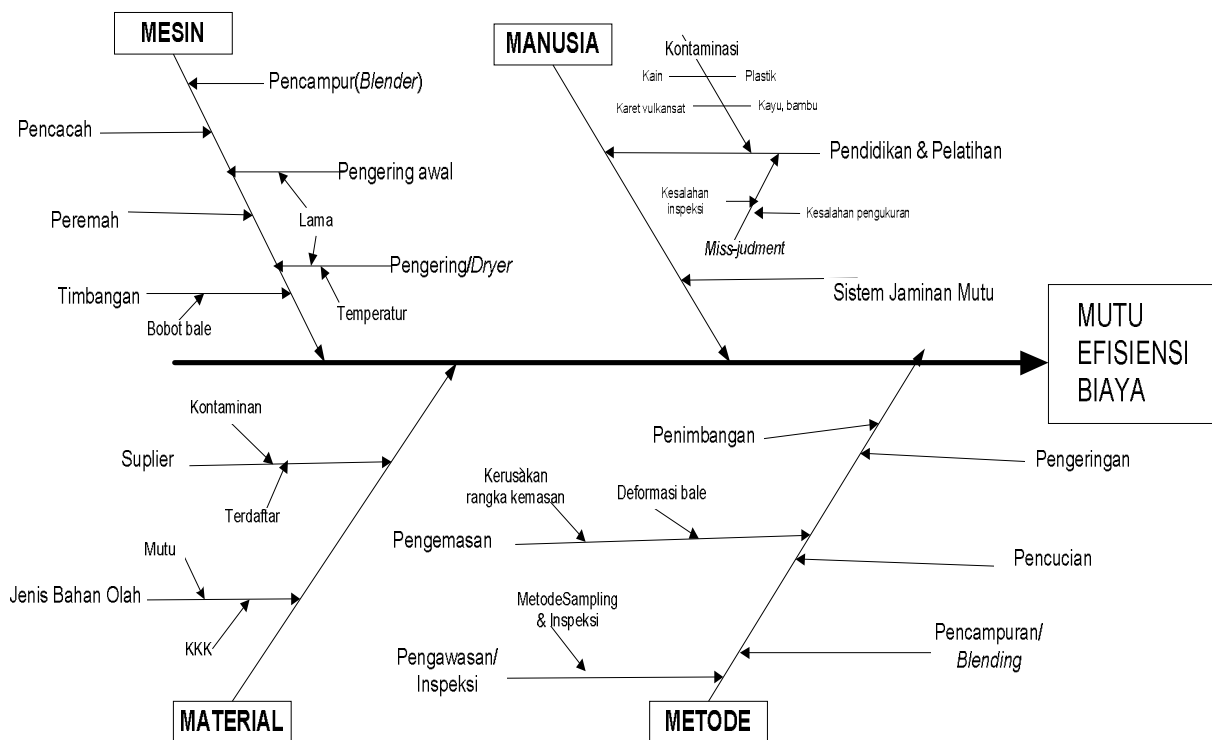 MESIN
Pencampur(Blender)
Pencacah
Pengering awal
Peremah
Lama
Pengering/Dryer
Timbangan
Temperatur
Bobot bale
MANUSIA
Kontaminasi
Kain
Plastik
Karet vulkansat
Kayu, bambu
Pendidikan & Pelatihan
Kesalahan
inspeksi
Kesalahan pengukuran
Miss-judment
Sistem Jaminan Mutu
MUTU
EFISIENSI
BIAYA
Kontaminan
Suplier
Terdaftar
Mutu
Jenis Bahan Olah
KKK
MATERIAL
Penimbangan
Pengeringan
Kerusakan
rangka kemasan
Deformasi bale
Pengemasan
Pencucian
MetodeSampling
& Inspeksi
Pencampuran/
Blending
Pengawasan/
Inspeksi
METODE